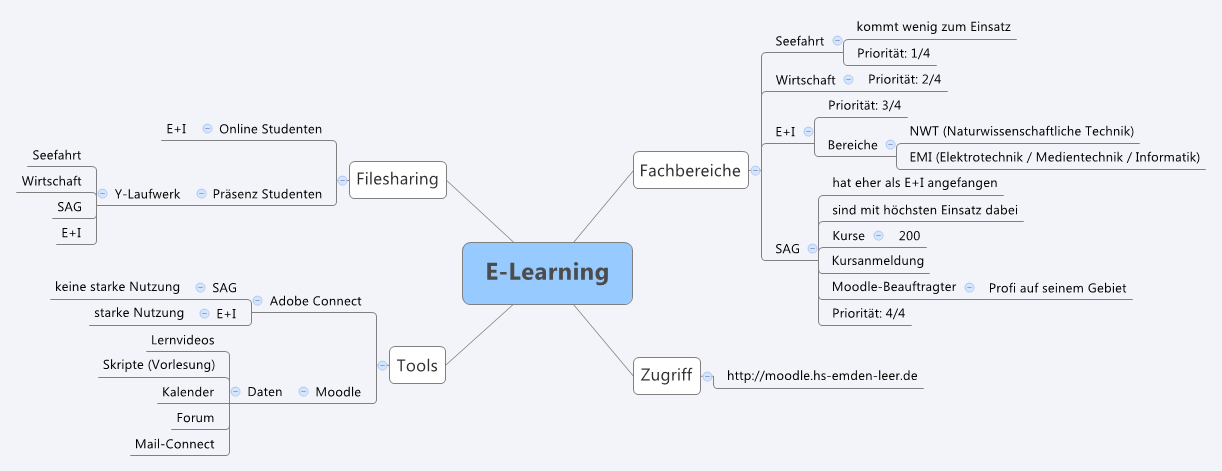 E-Learning
Fachbereiche
Seefahrt
kommt wenig zum Einsatz
Priorität: 1/4
Wirtschaft
Priorität: 2/4
E+I
Priorität: 3/4
Bereiche
NWT (Naturwissenschaftliche Technik)
EMI (Elektrotechnik / Medientechnik / Informatik)
SAG
hat eher als E+I angefangen
sind mit höchsten Einsatz dabei
Kurse
200
Kursanmeldung
Moodle-Beauftragter
Profi auf seinem Gebiet
Priorität: 4/4
Zugriff
http://moodle.hs-emden-leer.de
Filesharing
Online Studenten
E+I
Präsenz Studenten
Y-Laufwerk
Seefahrt
Wirtschaft
SAG
E+I
Tools
Adobe Connect
SAG
keine starke Nutzung
E+I
starke Nutzung
Moodle
Daten
Lernvideos
Skripte (Vorlesung)
Kalender
Forum
Mail-Connect